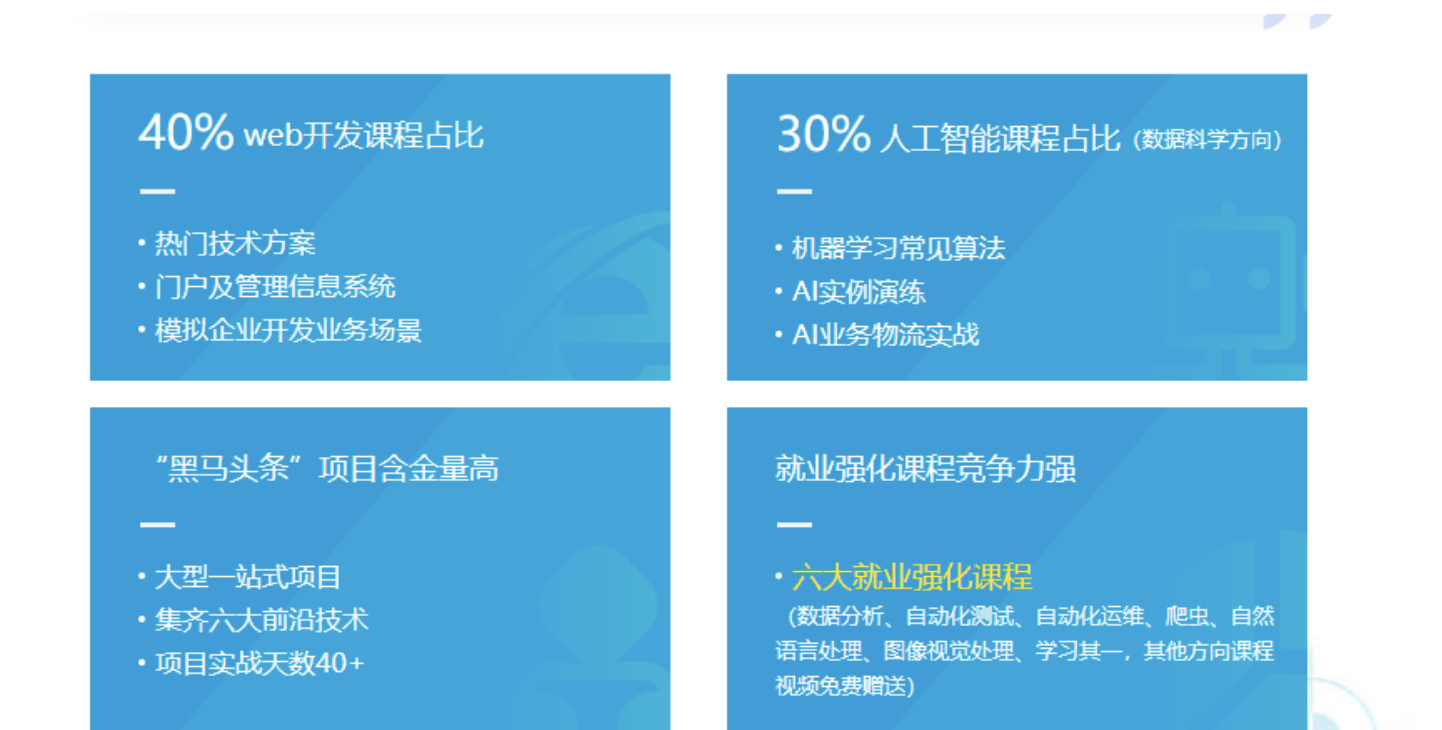 40% web开发课程占比
• 热门技术方案
• 门户及管理信息系统
• 模拟企业开发业务场景
30% 人工智能课程占比（数据科学方向）
• 机器学习常见算法
• AI实例演练
• AI业务物流实战
“黑马头条”项目含金量高
• 大型一站式项目
• 集齐六大前沿技术
• 项目实战天数40+
就业强化课程竞争力强
• 六大就业强化课程
（数据分析、自动化测试、自动化运维、爬虫、自然
语言处理、图像视觉处理、学习其一，其他方向课程
视频免费赠送）